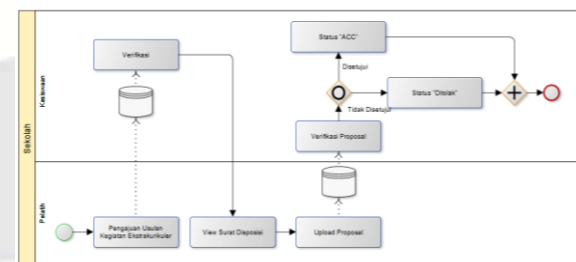 Sekolah
Kesiswaan
Pelatih
Verifikasi
Status "ACC"
Disetujui
Status "Ditolak"
Tidak Disetujui
Verifikasi Proposal
Pengajuan Usulan
Kegiatan Ekstrakurikuler
View Surat Disposisi
Upload Proposal